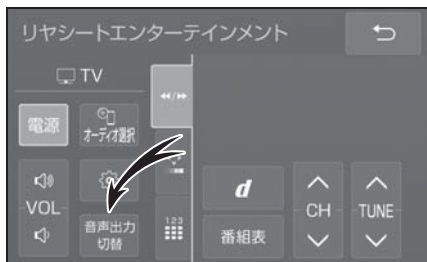 リヤシートエンターテインメント
TV
電源
オーディオ選択
VOL
音声出力
切替
123
d
番組表
CH
TUNE